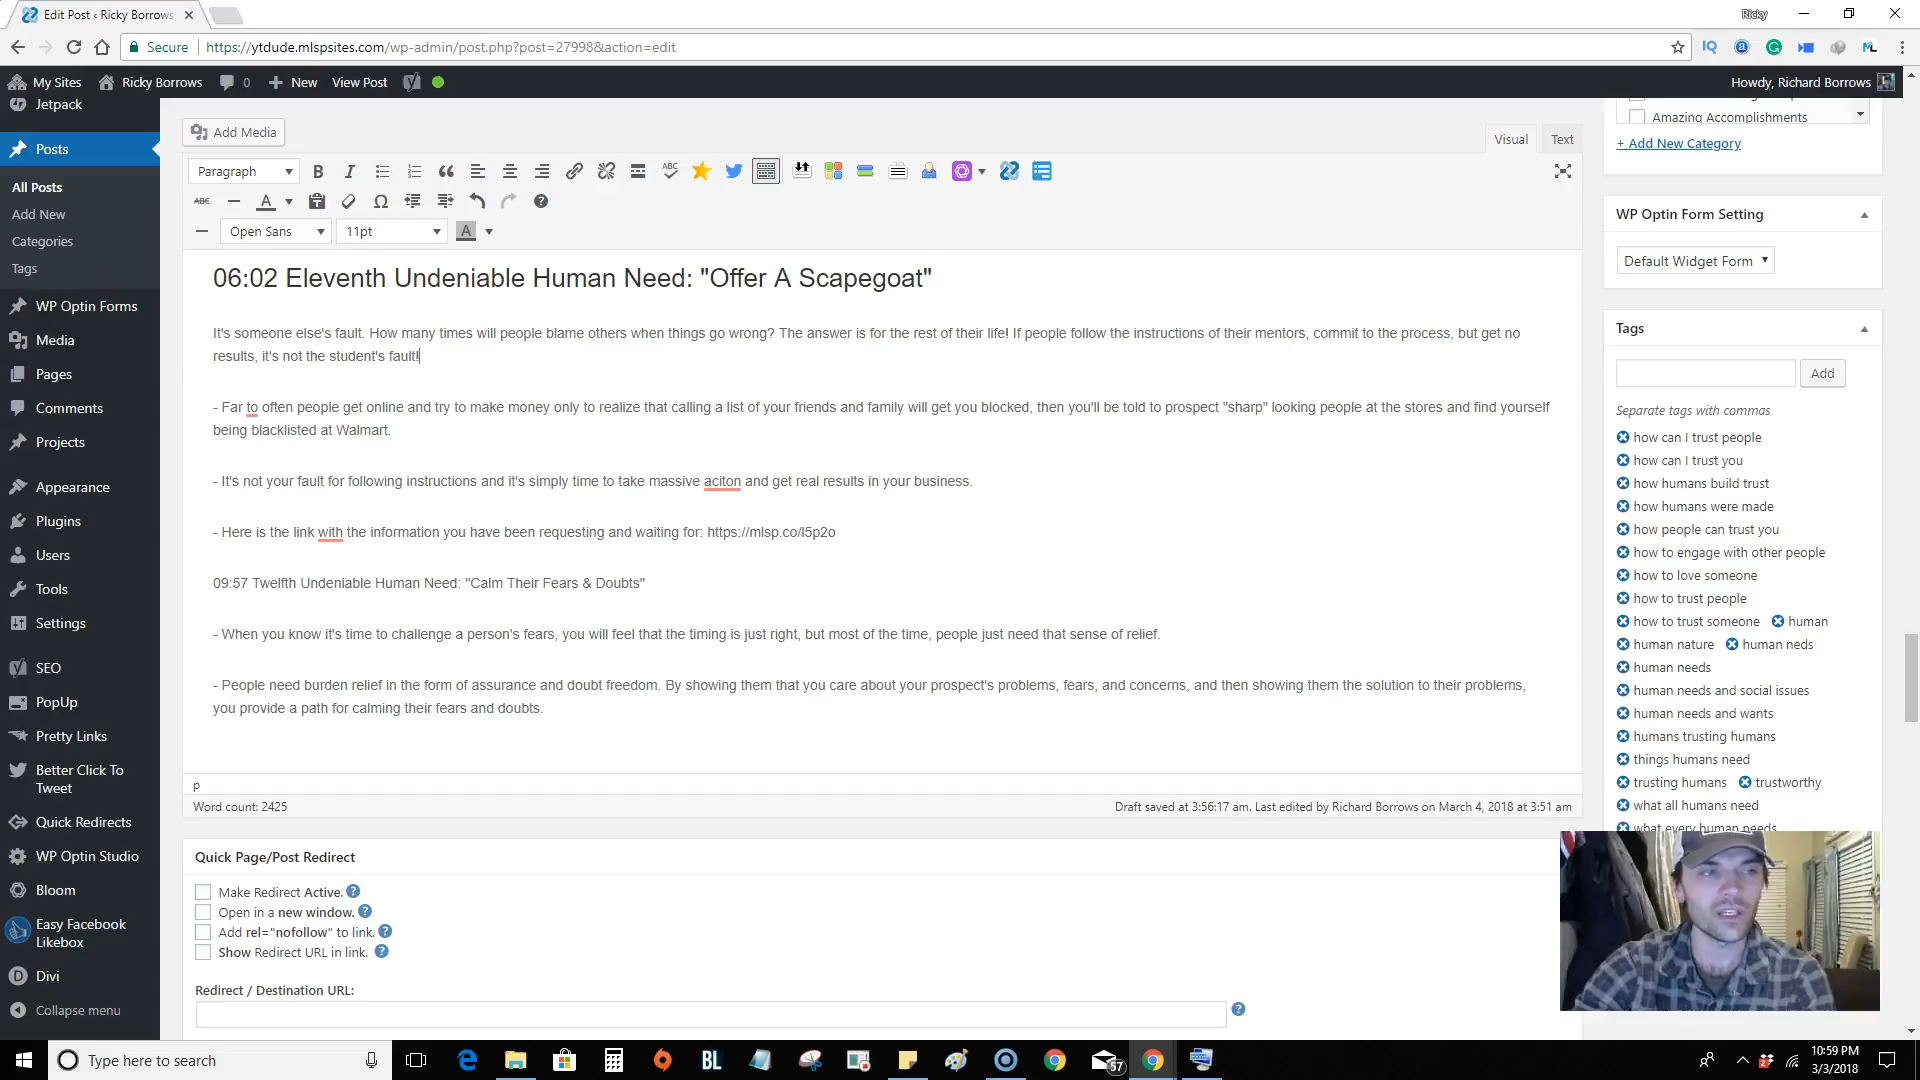 Edit Post ‹ Ricky Borrows
Ricky
Secure
https://ytdude.mlspsites.com/wp-admin/post.php?post=27998&action=edit
My Sites
Ricky Borrows
0
New
View Post
Howdy, Richard Borrows
Jetpack
Posts
All Posts
Add New
Categories
Tags
WP Optin Forms
Media
Pages
Comments
Projects
Appearance
Plugins
Users
Tools
Settings
SEO
PopUp
Pretty Links
Better Click To
Tweet
Quick Redirects
WP Optin Studio
Bloom
Easy Facebook
Likebox
Divi
Collapse menu
Add Media
Visual
Text
Paragraph
B
I
ABC
ABC
A
Open Sans
11pt
A
06:02 Eleventh Undeniable Human Need: "Offer A Scapegoat"
It's someone else's fault. How many times will people blame others when things go wrong? The answer is for the rest of their life! If people follow the instructions of their mentors, commit to the process, but get no
results, it's not the student's fault!
- Far to often people get online and try to make money only to realize that calling a list of your friends and family will get you blocked, then you'll be told to prospect "sharp" looking people at the stores and find yourself
being blacklisted at Walmart.
- It's not your fault for following instructions and it's simply time to take massive aciton and get real results in your business.
- Here is the link with the information you have been requesting and waiting for: https://mlsp.co/l5p2o
09:57 Twelfth Undeniable Human Need: "Calm Their Fears & Doubts"
- When you know it's time to challenge a person's fears, you will feel that the timing is just right, but most of the time, people just need that sense of relief.
- People need burden relief in the form of assurance and doubt freedom. By showing them that you care about your prospect's problems, fears, and concerns, and then showing them the solution to their problems,
you provide a path for calming their fears and doubts.
p
Word count: 2425
Draft saved at 3:56:17 am. Last edited by Richard Borrows on March 4, 2018 at 3:51 am
Quick Page/Post Redirect
Make Redirect Active.
Open in a new window.
Add rel="nofollow" to link.
Show Redirect URL in link.
Redirect / Destination URL:
Amazing Accomplishments
+ Add New Category
WP Optin Form Setting
Default Widget Form
Tags
Add
Separate tags with commas
how can I trust people
how can I trust you
how humans build trust
how humans were made
how people can trust you
how to engage with other people
how to love someone
how to trust people
how to trust someone
human
human nature
human neds
human needs
human needs and social issues
human needs and wants
humans trusting humans
things humans need
trusting humans
trustworthy
what all humans need
what every human needs
Type here to search
BL
57
10:59 PM
3/3/2018